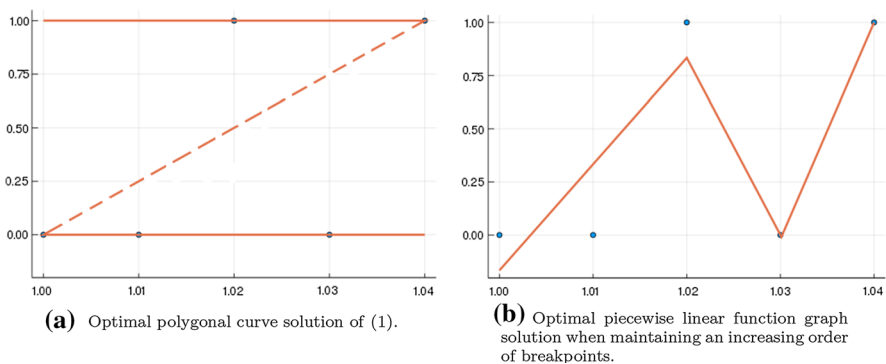 1.00
0.75
0.50
0.25
0.00
1.00 1.01 1.02 1.03 1.04
(a) Optimal polygonal curve solution of (1).
1.00
0.75
0.50
0.25
0.00
1.00 1.01 1.02 1.03 1.04
(b) Optimal piecewise linear function graph
solution when maintaining an increasing order
of breakpoints.